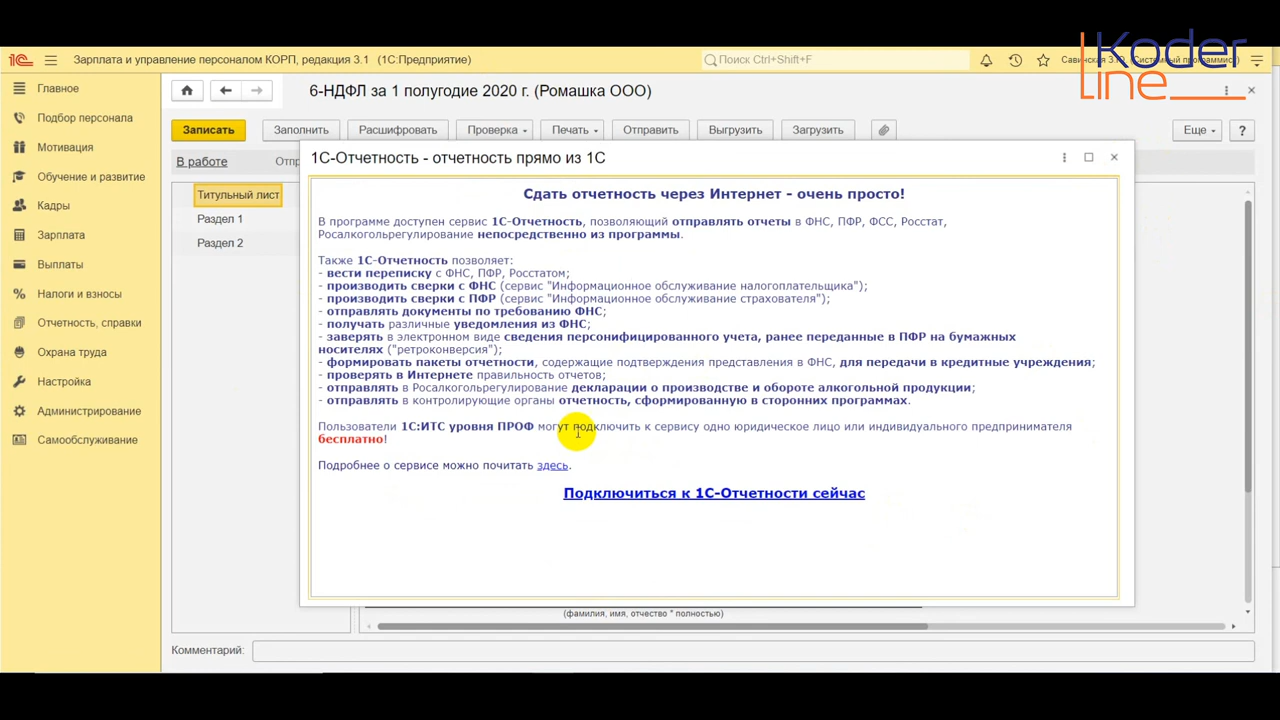 Koder
line
1С Зарплата и управление персоналом КОРП, редакция 3.1 (1С:Предприятие)
Поиск Ctrl+Shift+F
Главное
Подбор персонала
Мотивация
Обучение и развитие
Кадры
Зарплата
Выплаты
Налоги и взносы
Отчетность, справки
Охрана труда
Настройка
Администрирование
Самообслуживание
6-НДФЛ за 1 полугодие 2020 г. (Ромашка ООО)
Записать Заполнить Расшифровать Проверка Печать Отправить Выгрузить Загрузить Еще ?
В работе
Титульный лист
Раздел 1
Раздел 2
1С-Отчетность - отчетность прямо из 1С
Сдать отчетность через Интернет - очень просто!
В программе доступен сервис 1С-Отчетность, позволяющий отправлять отчеты в ФНС, ПФР, ФСС, Росстат,
Росалкогольрегулирование непосредственно из программы.
Также 1С-Отчетность позволяет:
- вести переписку с ФНС, ПФР, Росстатом;
- производить сверки с ФНС (сервис "Информационное обслуживание налогоплательщика");
- производить сверки с ПФР (сервис "Информационное обслуживание страхователя");
- отправлять документы по требованию ФНС;
- получать различные уведомления из ФНС;
- заверять в электронном виде сведения персонифицированного учета, ранее переданные в ПФР на бумажных
носителях ("ретроконверсия");
- формировать пакеты отчетности, содержащие подтверждения представления в ФНС, для передачи в кредитные учреждения;
- проверять в Интернете правильность отчетов;
- отправлять в Росалкогольрегулирование декларации о производстве и обороте алкогольной продукции;
- отправлять в контролирующие органы отчетность, сформированную в сторонних программах.
Пользователи 1С:ИТС уровня ПРОФ могут подключить к сервису одно юридическое лицо или индивидуального предпринимателя
бесплатно!
Подробнее о сервисе можно почитать здесь.
Подключиться к 1С-Отчетности сейчас
(фамилия, имя, отчество * полностью)
Комментарий: